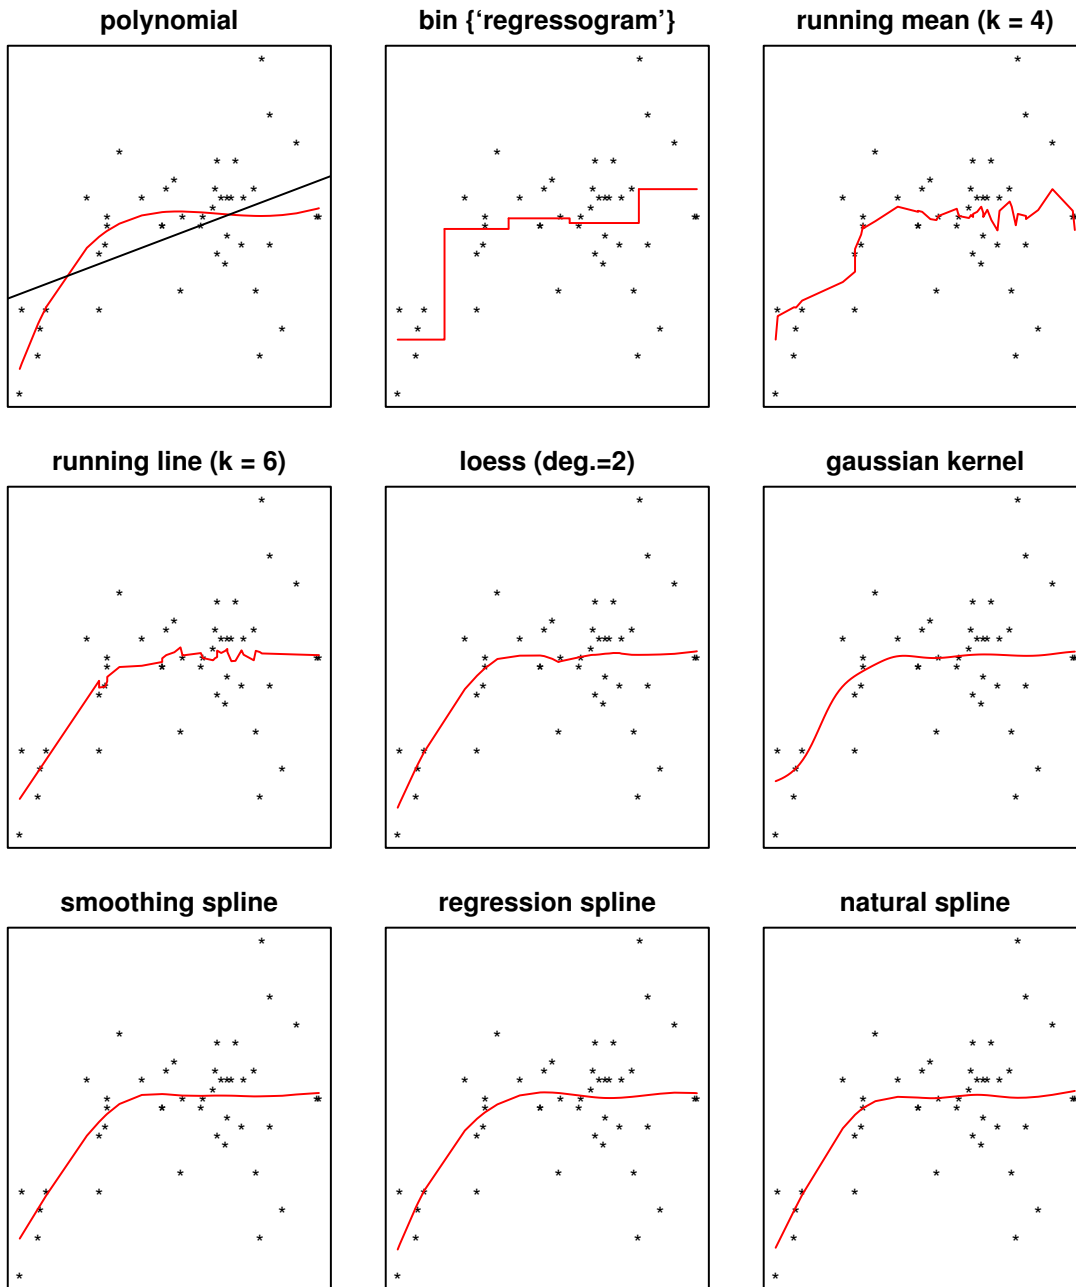 polynomial
bin {‘regressogram’}
running mean (k = 4)
running line (k = 6)
loess (deg.=2)
gaussian kernel
smoothing spline
regression spline
natural spline